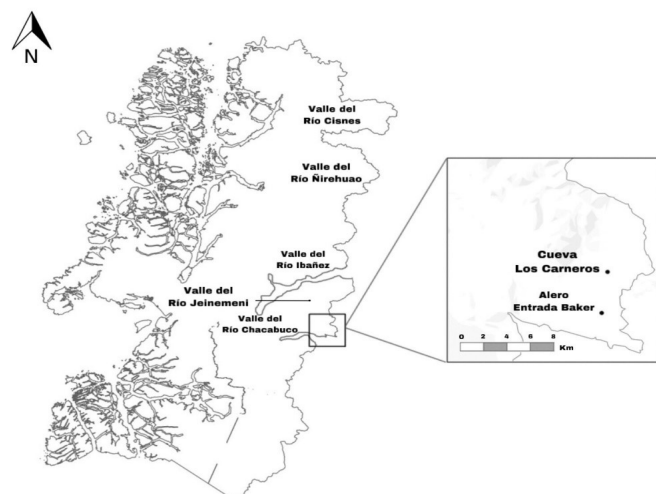 N
Valle del
Río Cisnes
Valle del
Río Ñirehuao
Valle del
Río Ibañez
Valle del
Río Jeinemeni
Valle del
Río Chacabuco
Cueva
Los Carneros
Alero
Entrada Baker
0 2 4 6 8
Km